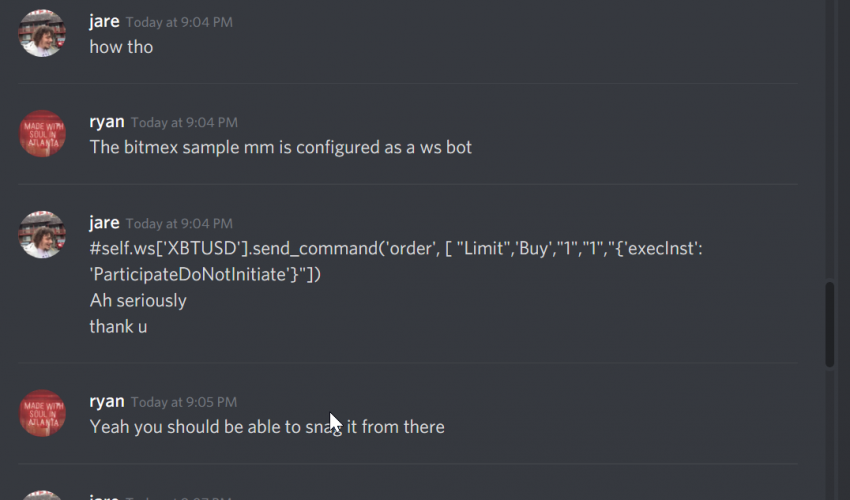 jare Today at 9:04 PM
how tho
MADE WITH
SOUL IN
ATLANTA
ryan Today at 9:04 PM
The bitmex sample mm is configured as a ws bot
jare Today at 9:04 PM
#self.ws['XBTUSD'].send_command('order', [ "Limit",'Buy',"1","1","{'execInst':
'ParticipateDoNotInitiate'}"])
Ah seriously
thank u
MADE WITH
SOUL IN
ATLANTA
ryan Today at 9:05 PM
Yeah you should be able to snag it from there
jare